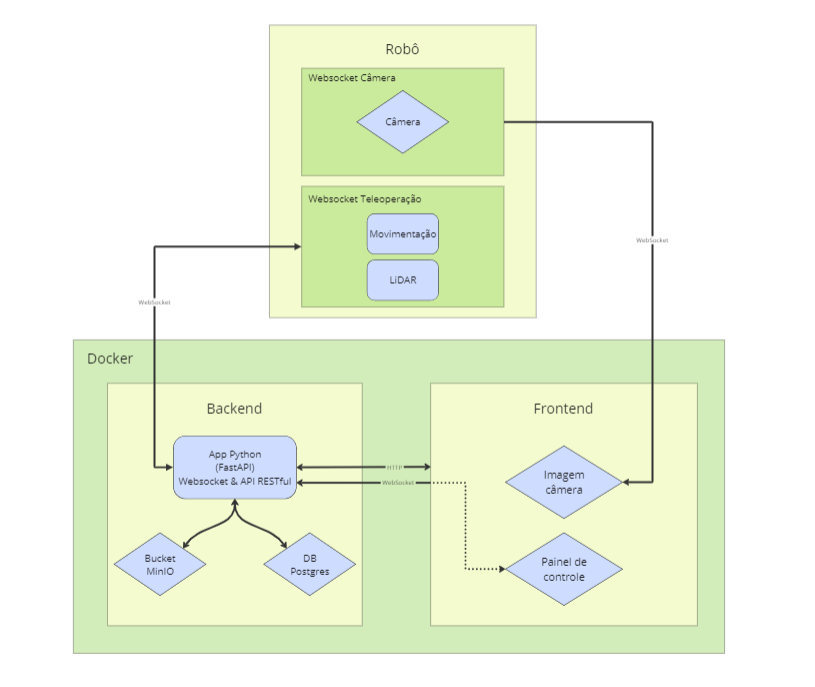 Robô
Websocket Câmera
Câmera
Websocket Teleoperação
Movimentação
LiDAR
WebSocket
WebSocket
Docker
Backend
App Python
(FastAPI)
Websocket & API RESTful
Bucket
MinIO
DB
Postgres
HTTP
WebSocket
Frontend
Imagem
câmera
Painel de
controle